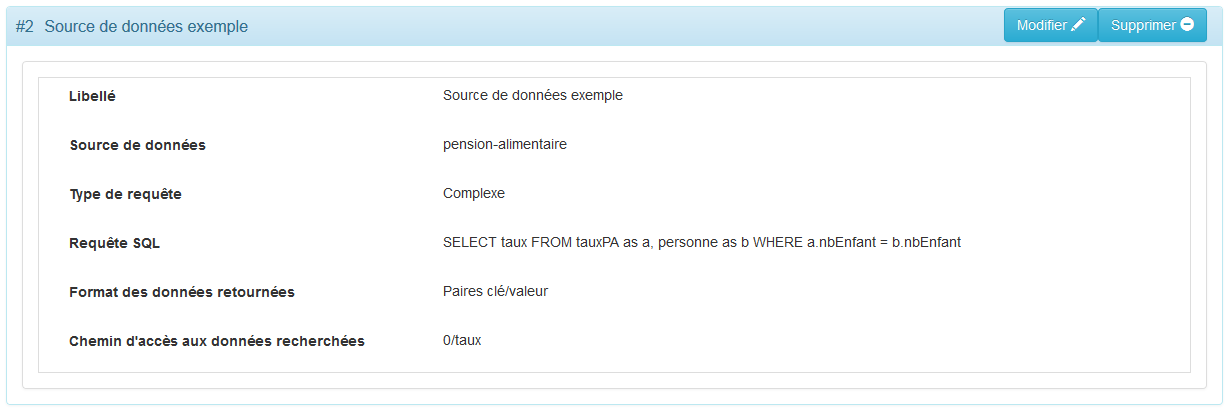 #2 Source de données exemple Modifier Supprimer
Libellé Source de données exemple
Source de données pension-alimentaire
Type de requête Complexe
Requête SQL SELECT taux FROM tauxPA as a, personne as b WHERE a.nbEnfant = b.nbEnfant
Format des données retournées Paires clé/valeur
Chemin d'accès aux données recherchées 0/taux